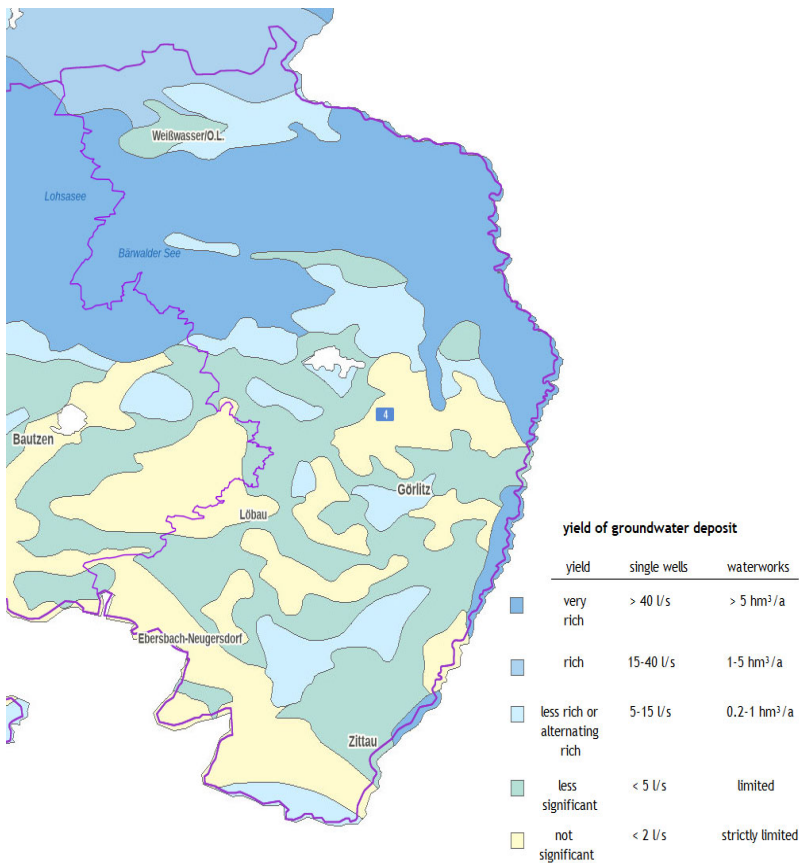 Weißwasser/O.L.
Lohsasee
Bärwalder See
4
Bautzen
Görlitz
Löbau
Ebersbach-Neugersdorf
Zittau
yield of groundwater deposit
yield single wells waterworks
very rich > 40 l/s > 5 hm³/a
rich 15-40 l/s 1-5 hm³/a
less rich or alternating rich 5-15 l/s 0.2-1 hm³/a
less significant < 5 l/s limited
not significant < 2 l/s strictly limited